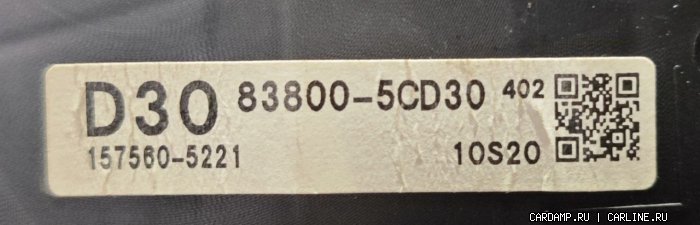 D30 83800-5CD30 402
157560-5221 10S20
CARDAMP.RU | CARLINE.RU